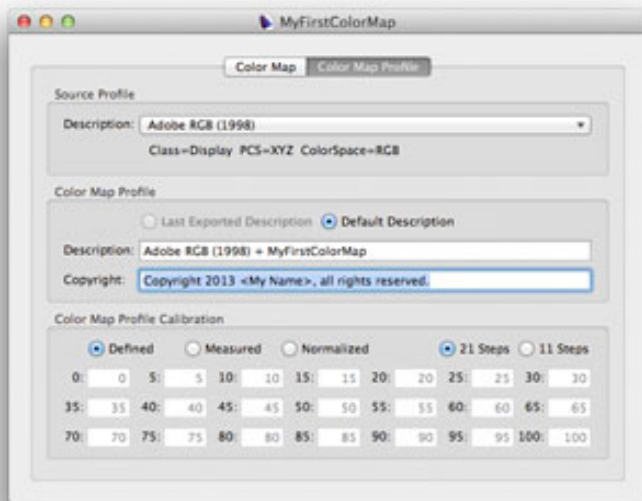 MyFirstColorMap
Color Map Color Map Profile
Source Profile
Description: Adobe RGB (1998)
Class=Display PCS=XYZ ColorSpace=RGB
Color Map Profile
Last Exported Description Default Description
Description: Adobe RGB (1998) + MyFirstColorMap
Copyright: Copyright 2013 <My Name>, all rights reserved.
Color Map Profile Calibration
Defined Measured Normalized 21 Steps 11 Steps
0: 0 5: 5 10: 10 15: 15 20: 20 25: 25 30: 30
35: 35 40: 40 45: 45 50: 50 55: 55 60: 60 65: 65
70: 70 75: 75 80: 80 85: 85 90: 90 95: 95 100: 100